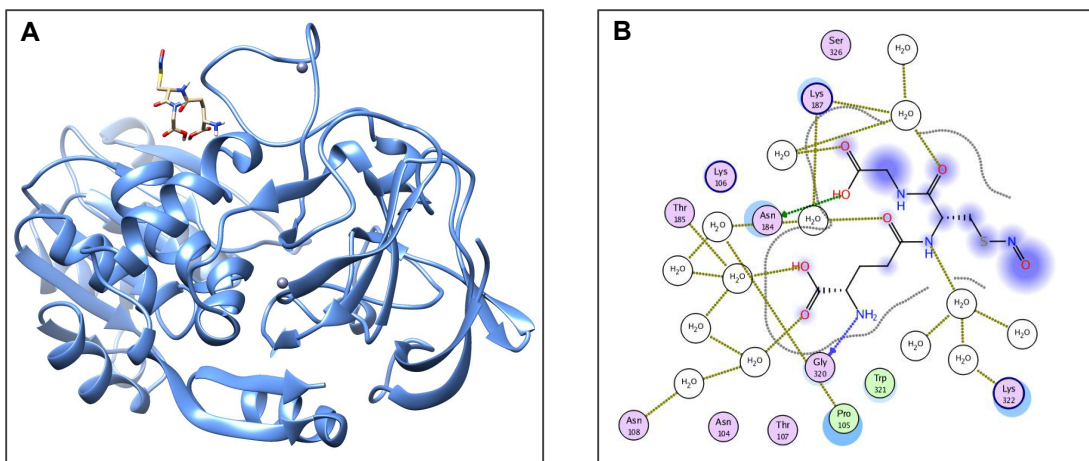 A
B
Ser
326
H₂O
Lys
187
H₂O
H₂O
O
O
Lys
106
HO
N
H
Thr
185
Asn
184
H₂O
O
H₂O
N
H
S
N
O
H₂O
H₂O
HO
O
NH₂
H₂O
H₂O
H₂O
H₂O
H₂O
H₂O
Gly
320
H₂O
Trp
321
Lys
322
Asn
108
Asn
104
Thr
107
Pro
105